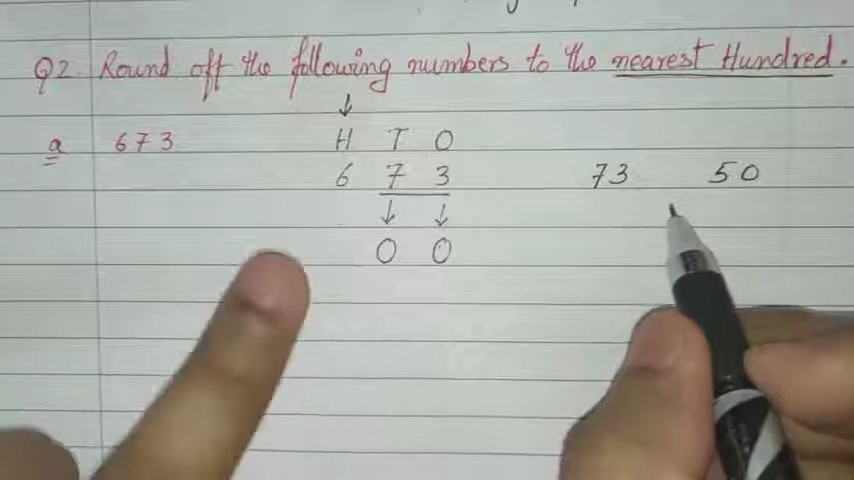 Q2. Round off the following numbers to the nearest Hundred.
↓
a 673 H T O
6 7 3 73 50
↓ ↓
0 0